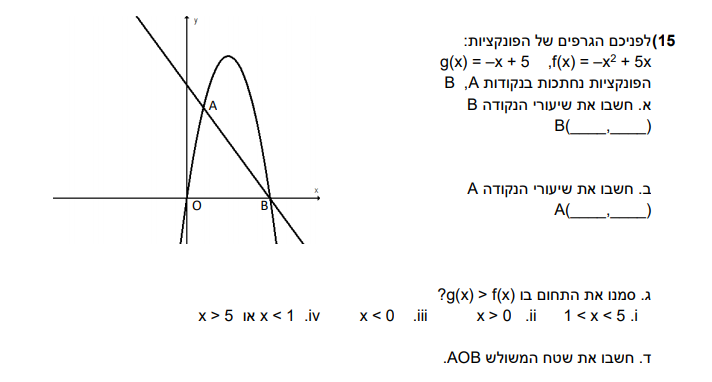 15)לפניכם הגרפים של הפונקציות:
g(x) = –x + 5 ,f(x) = –x² + 5x
הפונקציות נחתכות בנקודות A, B
א. חשבו את שיעורי הנקודה B
B(____,____)
ב. חשבו את שיעורי הנקודה A
A(____,____)
ג. סמנו את התחום בו g(x) > f(x)?
i. 1 < x < 5 ii. x > 0 iii. x < 0 iv. x < 1 או x > 5
ד. חשבו את שטח המשולש AOB.
y
A
x
O
B